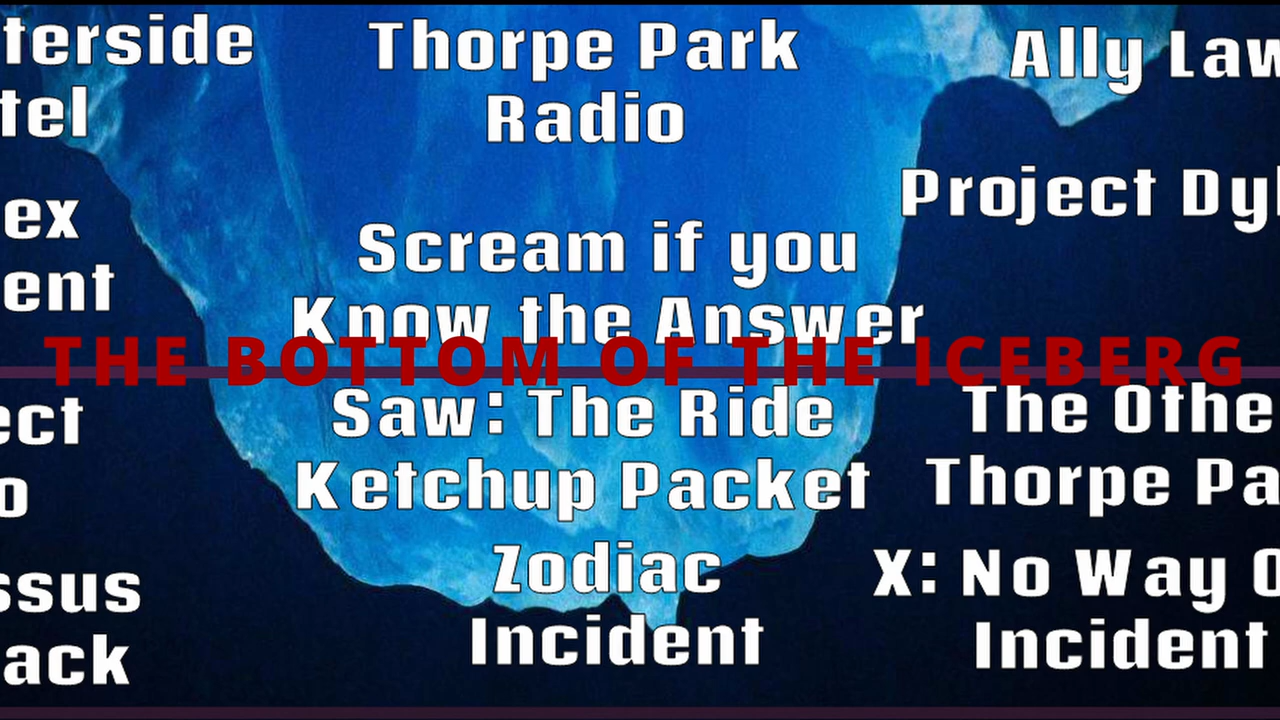 terside
tel
Thorpe Park
Radio
Ally Law
Project Dy
ex
ent
Scream if you
Know the Answer
THE BOTTOM OF THE ICEBERG
ect
o
Saw: The Ride
Ketchup Packet
The Othe
Thorpe Pa
ssus
ack
Zodiac
Incident
X: No Way O
Incident